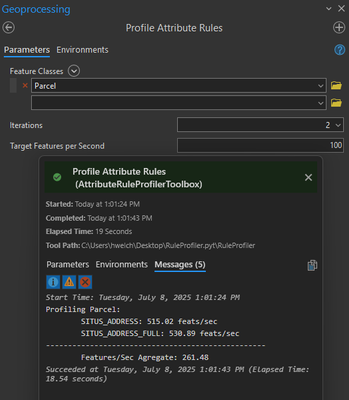 Geoprocessing
Profile Attribute Rules
Parameters Environments
Feature Classes
Parcel
Iterations 2
Target Features per Second 100
Profile Attribute Rules
(AttributeRuleProfilerToolbox)
Started: Today at 1:01:24 PM
Completed: Today at 1:01:43 PM
Elapsed Time: 19 Seconds
Tool Path: C:\Users\hwelch\Desktop\RuleProfiler.pyt\RuleProfiler
Parameters Environments Messages (5)
Start Time: Tuesday, July 8, 2025 1:01:24 PM
Profiling Parcel:
SITUS_ADDRESS: 515.02 feats/sec
SITUS_ADDRESS_FULL: 530.89 feats/sec
-----------------------------------------------
Features/Sec Agregate: 261.48
Succeeded at Tuesday, July 8, 2025 1:01:43 PM (Elapsed Time:
18.54 seconds)